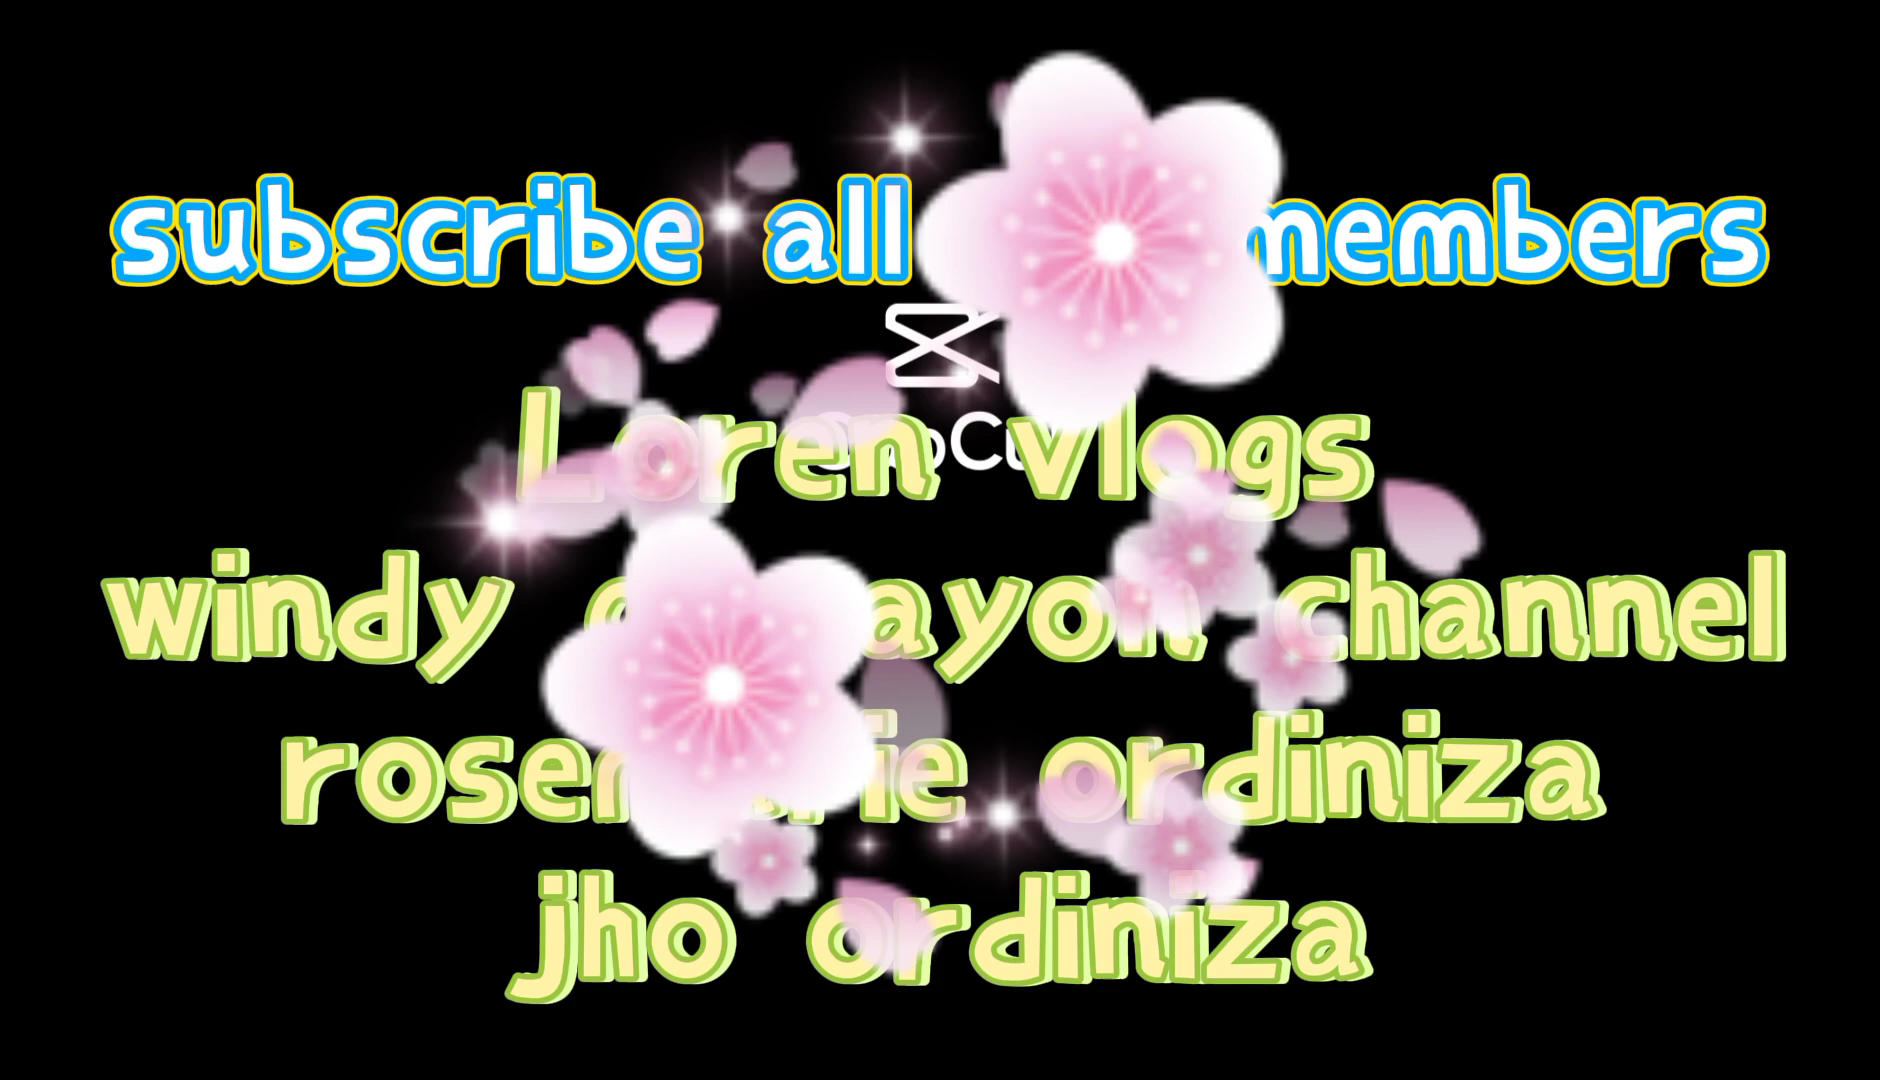 subscribe all members
Loren vlogs
windy channel
ordiniza
jho ordiniza